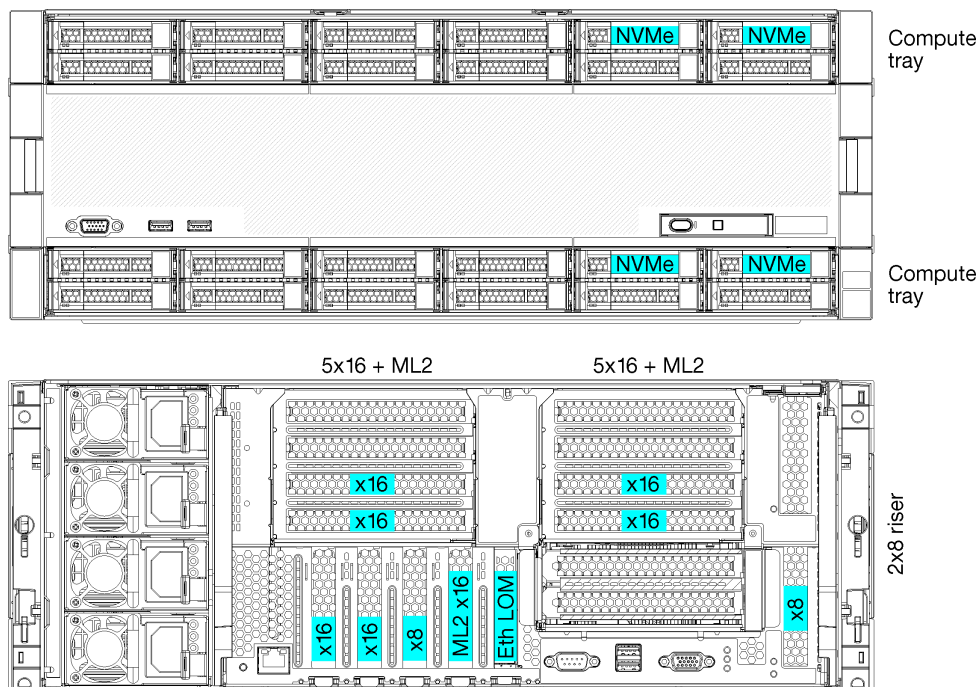 NVMe NVMe
Compute
tray
NVMe NVMe
Compute
tray
5x16 + ML2 5x16 + ML2
x16 x16
x16 x16
2x8 riser
x16 x16 x8 ML2 x16 Eth LOM x8